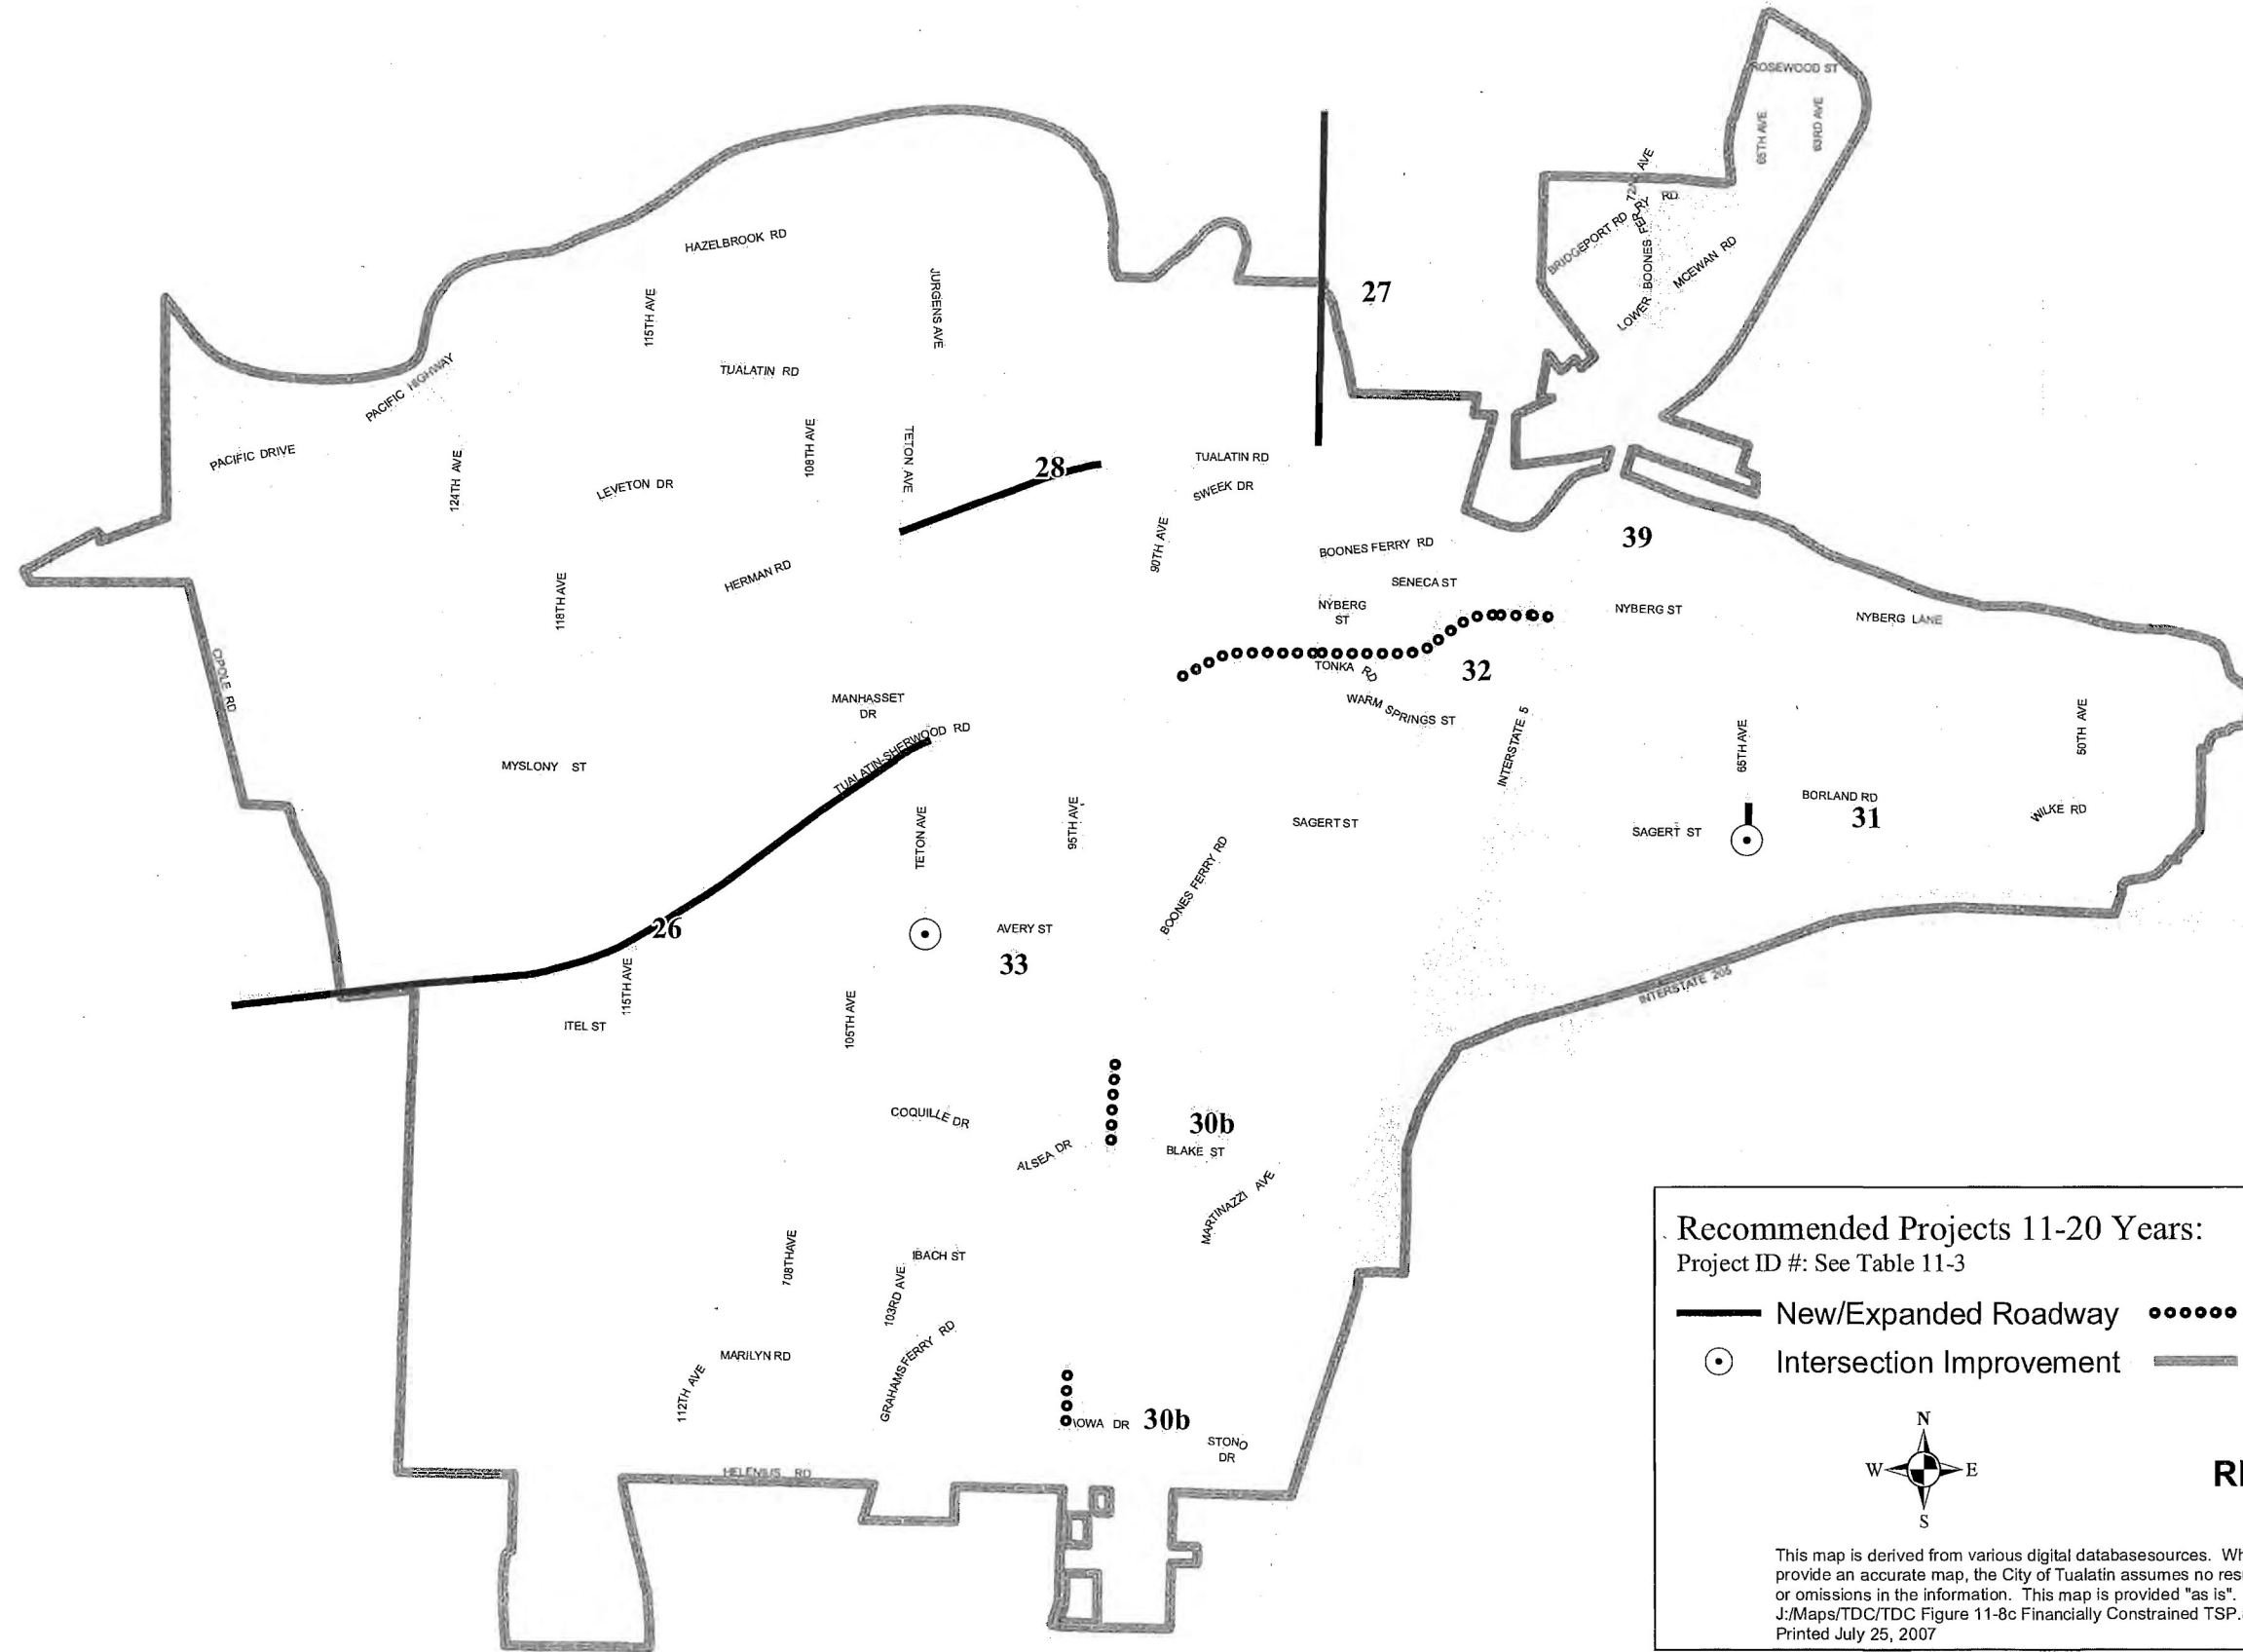 ROSEWOOD ST
65TH AVE
63RD AVE
72ND AVE
BRIDGEPORT RD
LOWER BOONES FERRY RD
MCEWAN RD
HAZELBROOK RD
115TH AVE
JURGENS AVE
27
PACIFIC HIGHWAY
TUALATIN RD
PACIFIC DRIVE
124TH AVE
108TH AVE
TETON AVE
28
TUALATIN RD
LEVETON DR
SWEEK DR
90TH AVE
39
BOONES FERRY RD
SENECA ST
118TH AVE
HERMAN RD
NYBERG
ST
NYBERG ST
NYBERG LANE
CIPOLE RD
TONKA RD
32
MANHASSET
DR
WARM SPRINGS ST
INTERSTATE 5
65TH AVE
50TH AVE
TUALATIN-SHERWOOD RD
MYSLONY ST
TETON AVE
95TH AVE
SAGERT ST
BOONES FERRY RD
SAGERT ST
BORLAND RD
31
WILKE RD
26
AVERY ST
33
115TH AVE
INTERSTATE 205
ITEL ST
105TH AVE
COQUILLE DR
ALSEA DR
30b
BLAKE ST
MARTINAZZI AVE
108TH AVE
IBACH ST
103RD AVE
GRAHAMS FERRY RD
MARILYN RD
112TH AVE
IOWA DR
30b
STONO
DR
HELENIUS RD
Recommended Projects 11-20 Years:
Project ID #: See Table 11-3
New/Expanded Roadway
Intersection Improvement
N
W E
S
This map is derived from various digital databasesources.
provide an accurate map, the City of Tualatin assumes no
or omissions in the information. This map is provided "as is".
J:/Maps/TDC/TDC Figure 11-8c Financially Constrained TSP.
Printed July 25, 2007